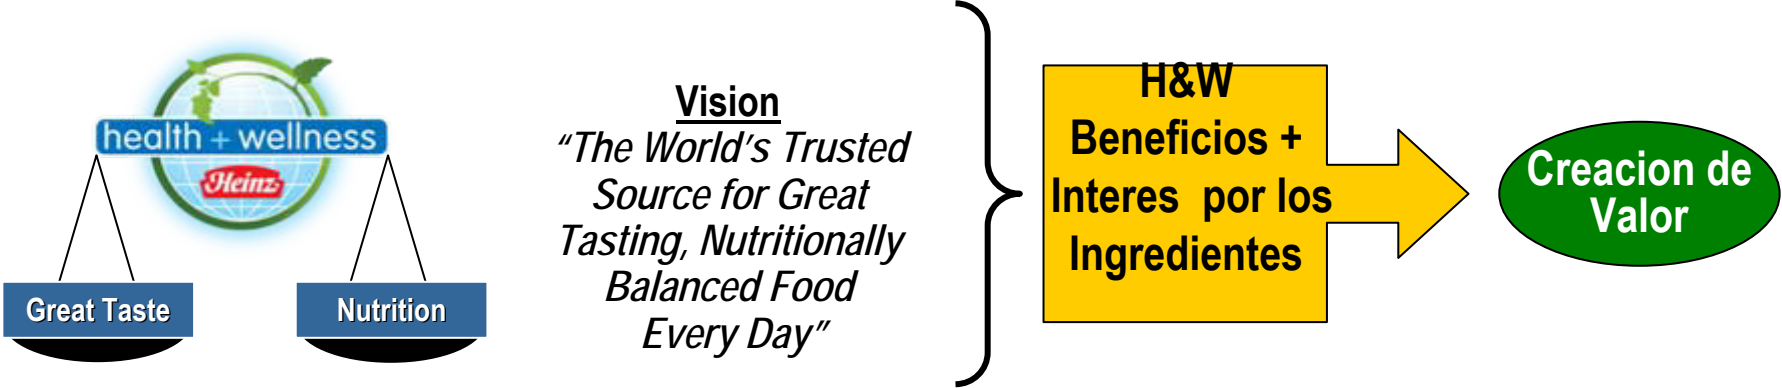 health + wellness
Heinz
Great Taste
Nutrition
Vision
“The World’s Trusted
Source for Great
Tasting, Nutritionally
Balanced Food
Every Day”
H&W
Beneficios +
Interes por los
Ingredientes
Creacion de
Valor